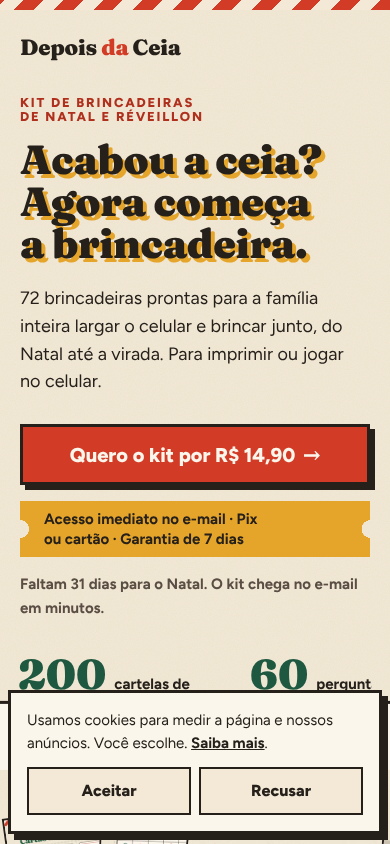 Depois da Ceia
KIT DE BRINCADEIRAS
DE NATAL E RÉVEILLON
Acabou a ceia?
Agora começa
a brincadeira.
72 brincadeiras prontas para a família
inteira largar o celular e brincar junto, do
Natal até a virada. Para imprimir ou jogar
no celular.
Quero o kit por R$ 14,90 →
Acesso imediato no e-mail · Pix
ou cartão · Garantia de 7 dias
Faltam 31 dias para o Natal. O kit chega no e-mail
em minutos.
200 cartelas de
60 pergunt
Usamos cookies para medir a página e nossos
anúncios. Você escolhe. Saiba mais.
Aceitar
Recusar